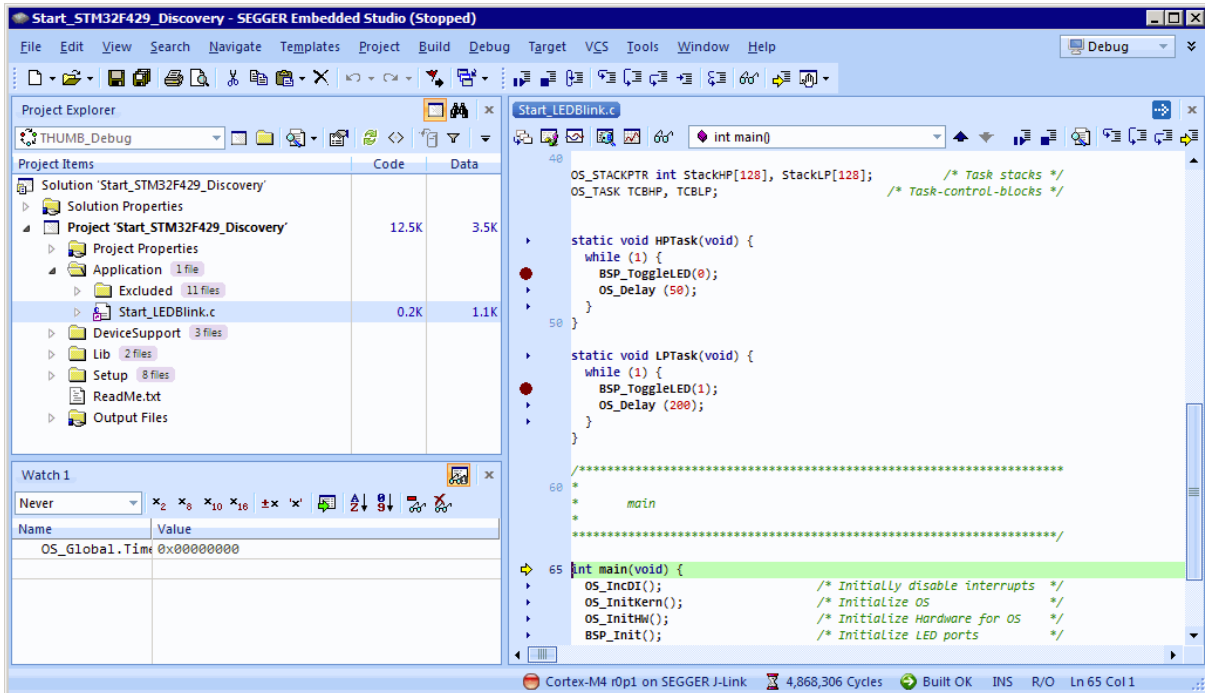 Start_STM32F429_Discovery - SEGGER Embedded Studio (Stopped)
File Edit View Search Navigate Templates Project Build Debug Target VCS Tools Window Help
Debug
Project Explorer
THUMB_Debug
Project Items Code Data
Solution 'Start_STM32F429_Discovery'
Solution Properties
Project 'Start_STM32F429_Discovery' 12.5K 3.5K
Project Properties
Application 1 file
Excluded 11 files
Start_LEDBlink.c 0.2K 1.1K
DeviceSupport 3 files
Lib 2 files
Setup 8 files
ReadMe.txt
Output Files
Watch 1
Never x2 x8 x10 x16 ±x 'x'
Name Value
OS_Global.Time 0x00000000
Start_LEDBlink.c
int main()
40
OS_STACKPTR int StackHP[128], StackLP[128]; /* Task stacks */
OS_TASK TCBHP, TCBLP; /* Task-control-blocks */
static void HPTask(void) {
while (1) {
BSP_ToggleLED(0);
OS_Delay (50);
}
50 }
static void LPTask(void) {
while (1) {
BSP_ToggleLED(1);
OS_Delay (200);
}
}
/*********************************************************************
60 *
* main
*
*********************************************************************/
65 int main(void) {
OS_IncDI(); /* Initially disable interrupts */
OS_InitKern(); /* Initialize OS */
OS_InitHW(); /* Initialize Hardware for OS */
BSP_Init(); /* Initialize LED ports */
Cortex-M4 r0p1 on SEGGER J-Link 4,868,306 Cycles Built OK INS R/O Ln 65 Col 1